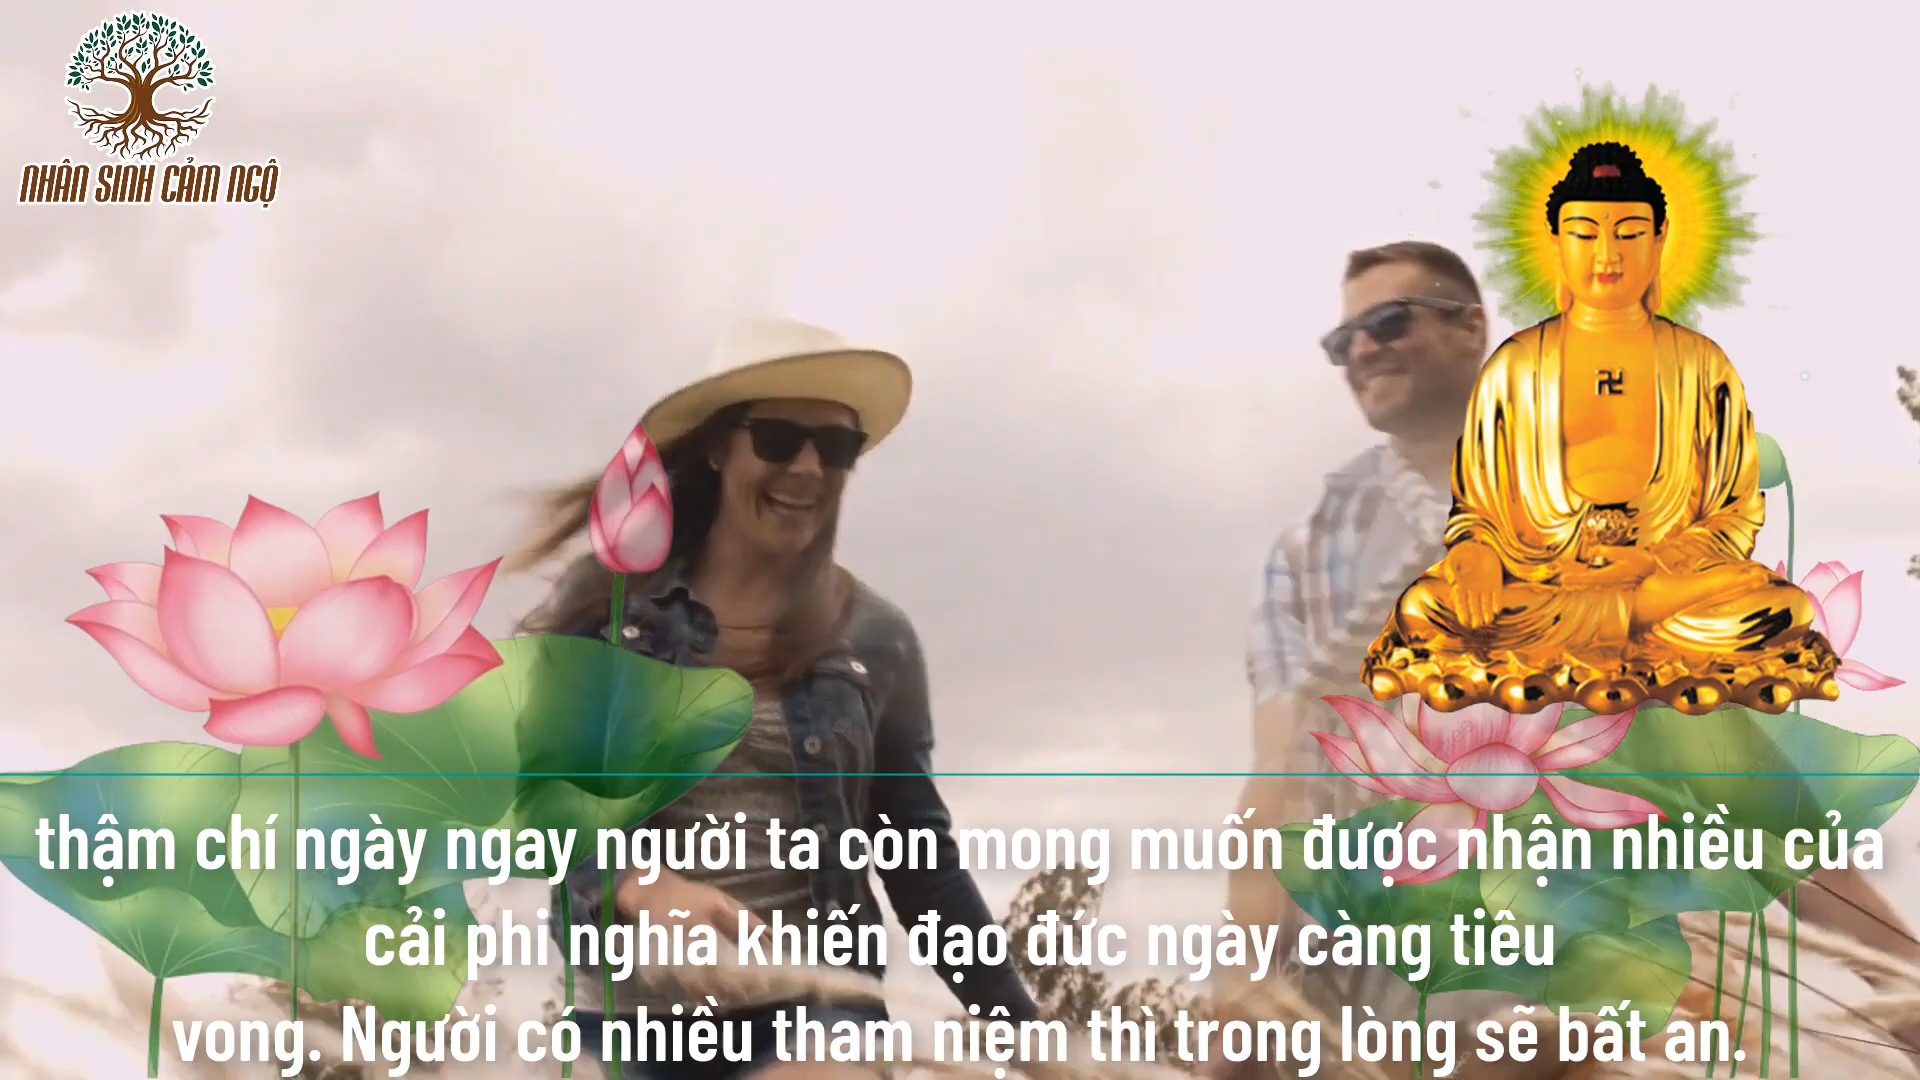 NHÂN SINH CẢM NGỘ
thậm chí ngày ngay người ta còn mong muốn được nhận nhiều của
cải phi nghĩa khiến đạo đức ngày càng tiêu
vong. Người có nhiều tham niệm thì trong lòng sẽ bất an.